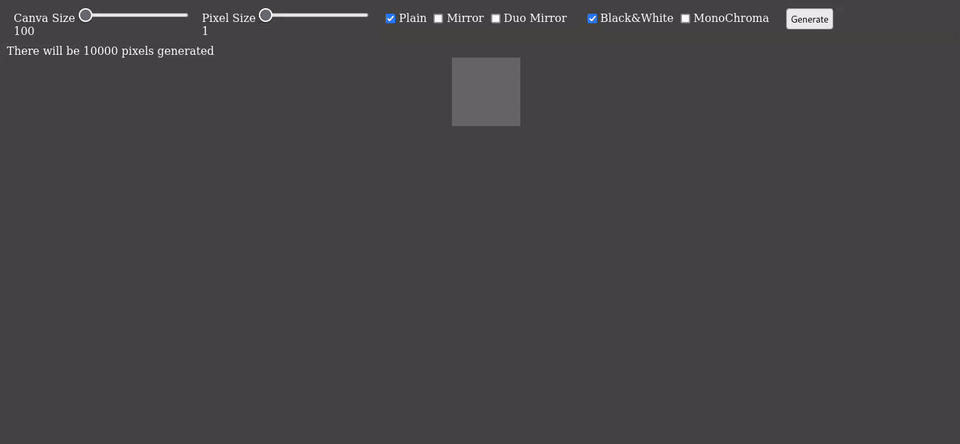 Canva Size Pixel Size Plain Mirror Duo Mirror Black&White MonoChroma Generate
100 1
There will be 10000 pixels generated